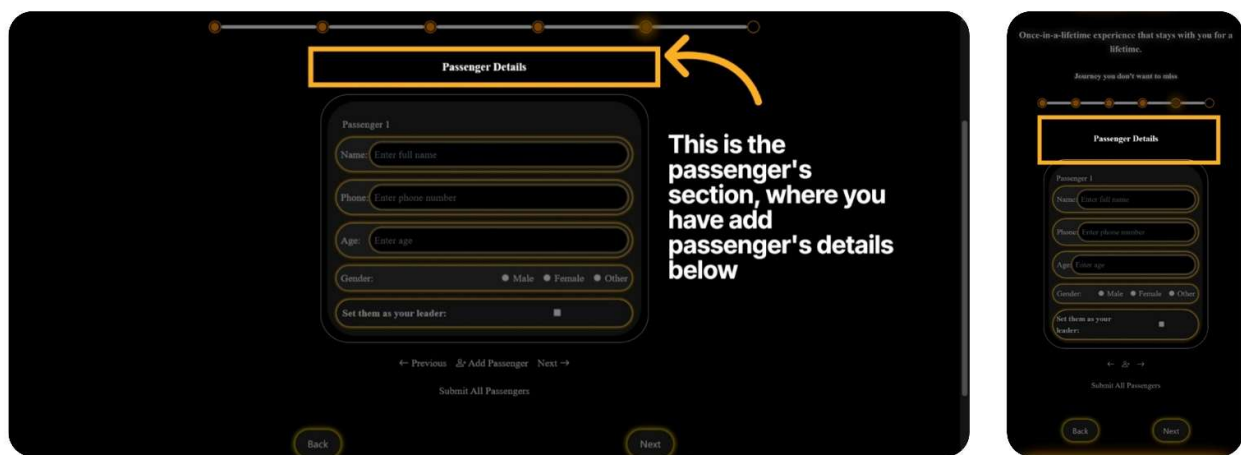 Passenger Details
Passenger 1
Name: Enter full name
Phone: Enter phone number
Age: Enter age
Gender: Male Female Other
Set them as your leader:
← Previous Add Passenger Next →
Submit All Passengers
Back Next
This is the
passenger's
section, where you
have add
passenger's details
below
Once-in-a-lifetime experience that stays with you for a
lifetime.
Journey you don't want to miss
Passenger Details
Passenger 1
Name: Enter full name
Phone: Enter phone number
Age: Enter age
Gender: Male Female Other
Set them as your
leader:
← →
Submit All Passengers
Back Next